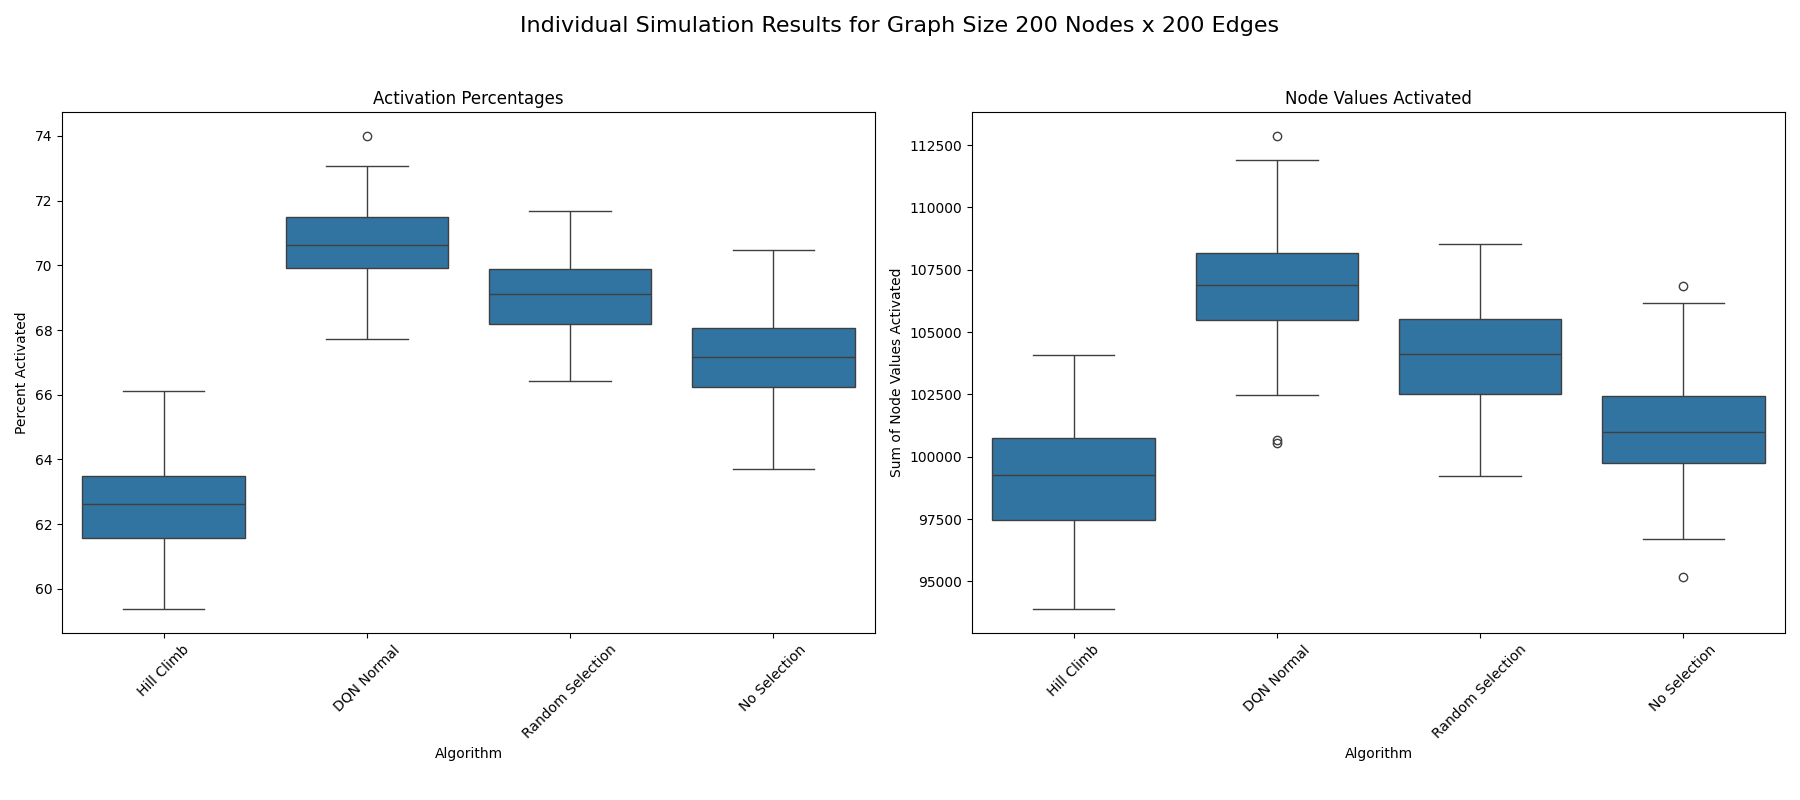 Individual Simulation Results for Graph Size 200 Nodes x 200 Edges
Activation Percentages
Percent Activated
74
72
70
68
66
64
62
60
Hill Climb
DQN Normal
Random Selection
No Selection
Algorithm
Node Values Activated
Sum of Node Values Activated
112500
110000
107500
105000
102500
100000
97500
95000
Hill Climb
DQN Normal
Random Selection
No Selection
Algorithm